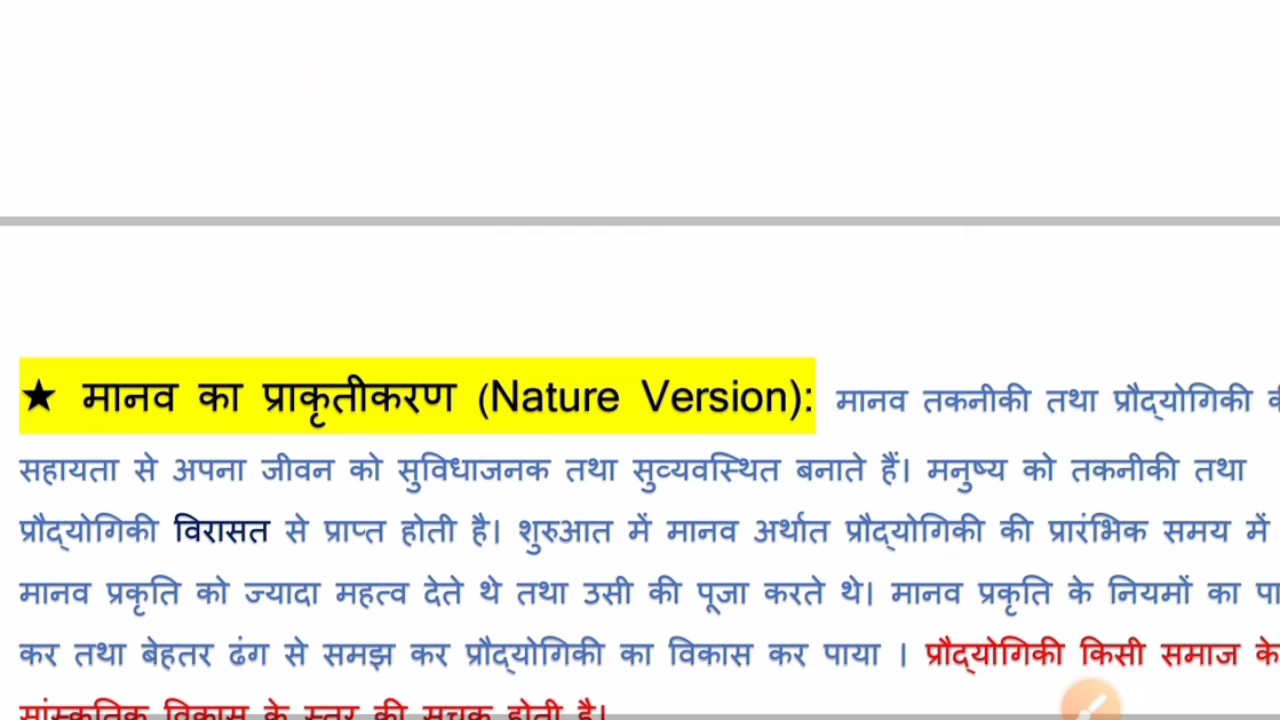 ★ मानव का प्राकृतीकरण (Nature Version): मानव तकनीकी तथा प्रौद्योगिकी
सहायता से अपना जीवन को सुविधाजनक तथा सुव्यवस्थित बनाते हैं। मनुष्य को तकनीकी तथा
प्रौद्योगिकी विरासत से प्राप्त होती है। शुरुआत में मानव अर्थात प्रौद्योगिकी की प्रारंभिक समय में
मानव प्रकृति को ज्यादा महत्व देते थे तथा उसी की पूजा करते थे। मानव प्रकृति के नियमों का
कर तथा बेहतर ढंग से समझ कर प्रौद्योगिकी का विकास कर पाया । प्रौद्योगिकी किसी समाज के
सांस्कृतिक विकास के स्तर की सूचक होती है।